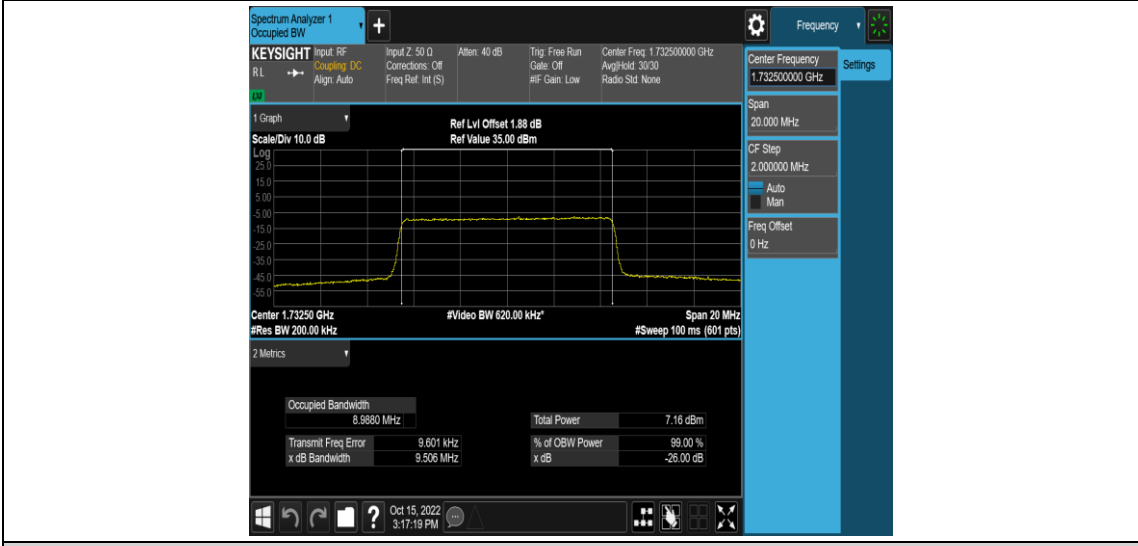 Spectrum Analyzer 1
Occupied BW
+
Frequency
KEYSIGHT
RL
Input: RF
Coupling: DC
Align: Auto
Input Z: 50 Ω
Corrections: Off
Freq Ref: Int (S)
Atten: 40 dB
Trig: Free Run
Gate: Off
#IF Gain: Low
Center Freq: 1.732500000 GHz
Avg|Hold: 30/30
Radio Std: None
Center Frequency
1.732500000 GHz
Settings
Span
20.000 MHz
CF Step
2.000000 MHz
Auto
Man
Freq Offset
0 Hz
1 Graph
Ref Lvl Offset 1.88 dB
Scale/Div 10.0 dB
Ref Value 35.00 dBm
Log
25.0
15.0
5.00
-5.00
-15.0
-25.0
-35.0
-45.0
-55.0
Center 1.73250 GHz
#Video BW 620.00 kHz*
Span 20 MHz
#Res BW 200.00 kHz
#Sweep 100 ms (601 pts)
2 Metrics
Occupied Bandwidth
8.9880 MHz
Total Power 7.16 dBm
Transmit Freq Error 9.601 kHz
% of OBW Power 99.00 %
x dB Bandwidth 9.506 MHz
x dB -26.00 dB
?
Oct 15, 2022
3:17:19 PM